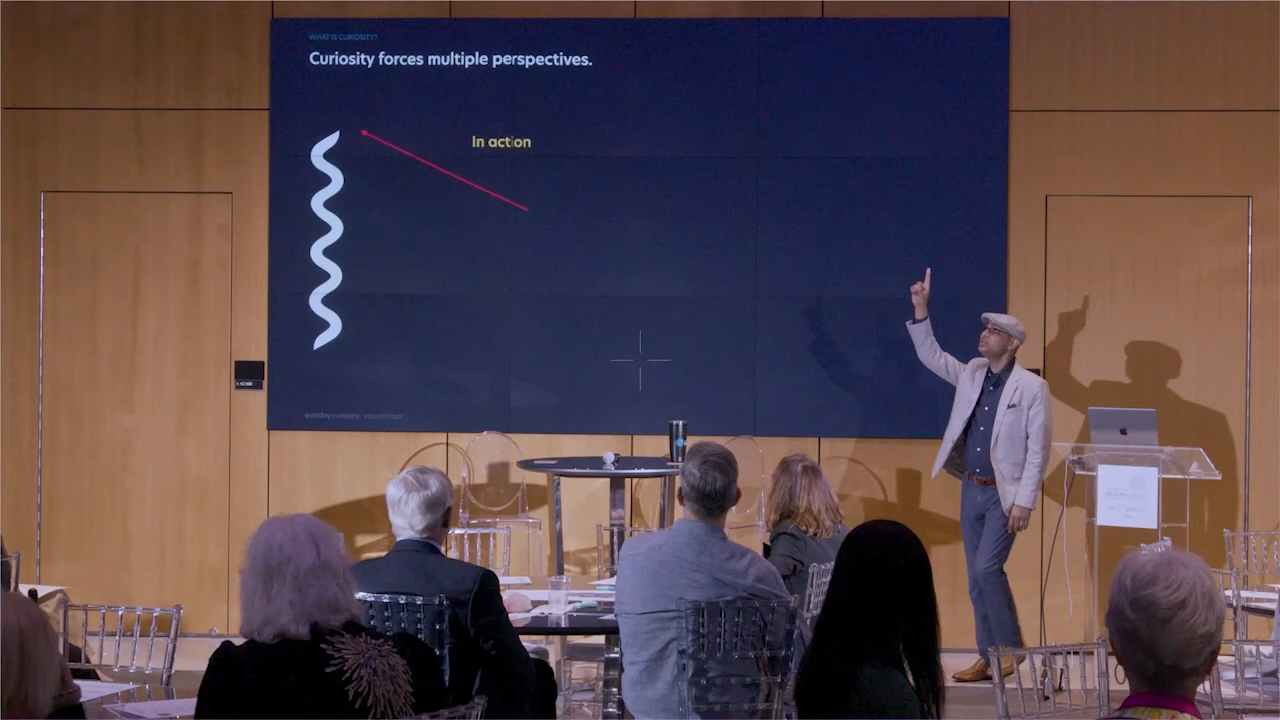 WHAT IS CURIOSITY?
Curiosity forces multiple perspectives.
In action
everyday curiosity